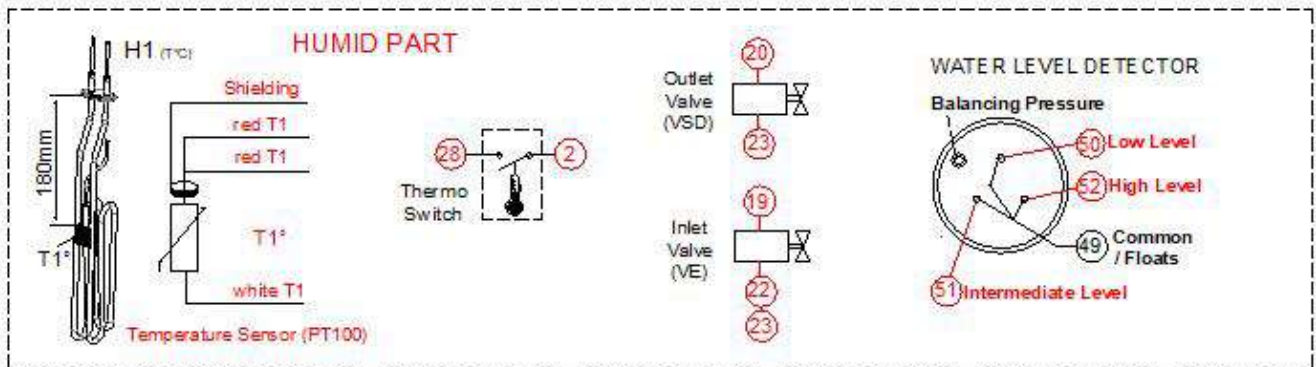 HUMID PART
H1 (T°C)
180mm
T1°
Shielding
red T1
red T1
T1°
white T1
Temperature Sensor (PT100)
28
2
Thermo
Switch
20
Outlet
Valve
(VSD)
23
19
Inlet
Valve
(VE)
22
23
WATER LEVEL DETECTOR
Balancing Pressure
50 Low Level
52 High Level
49 Common
/ Floats
51 Intermediate Level